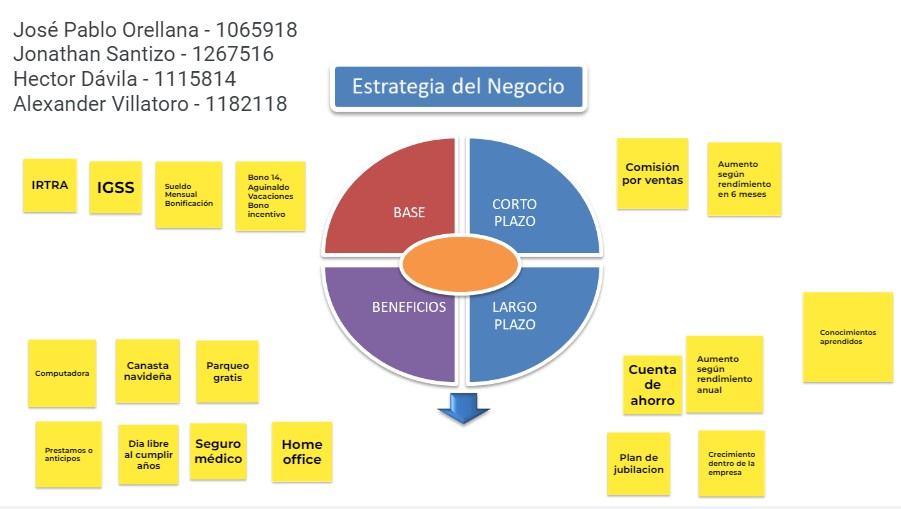 José Pablo Orellana - 1065918
Jonathan Santizo - 1267516
Hector Dávila - 1115814
Alexander Villatoro - 1182118
Estrategia del Negocio
IRTRA
IGSS
Sueldo
Mensual
Bonificación
Bono 14,
Aguinaldo
Vacaciones
Bono
incentivo
BASE
CORTO
PLAZO
Comisión
por ventas
Aumento
según
rendimiento
en 6 meses
BENEFICIOS
LARGO
PLAZO
Computadora
Canasta
navideña
Parqueo
gratis
Prestamos o
anticipos
Dia libre
al cumplir
años
Seguro
médico
Home
office
Conocimientos
aprendidos
Cuenta
de
ahorro
Aumento
según
rendimiento
anual
Plan de
jubilacion
Crecimiento
dentro de la
empresa